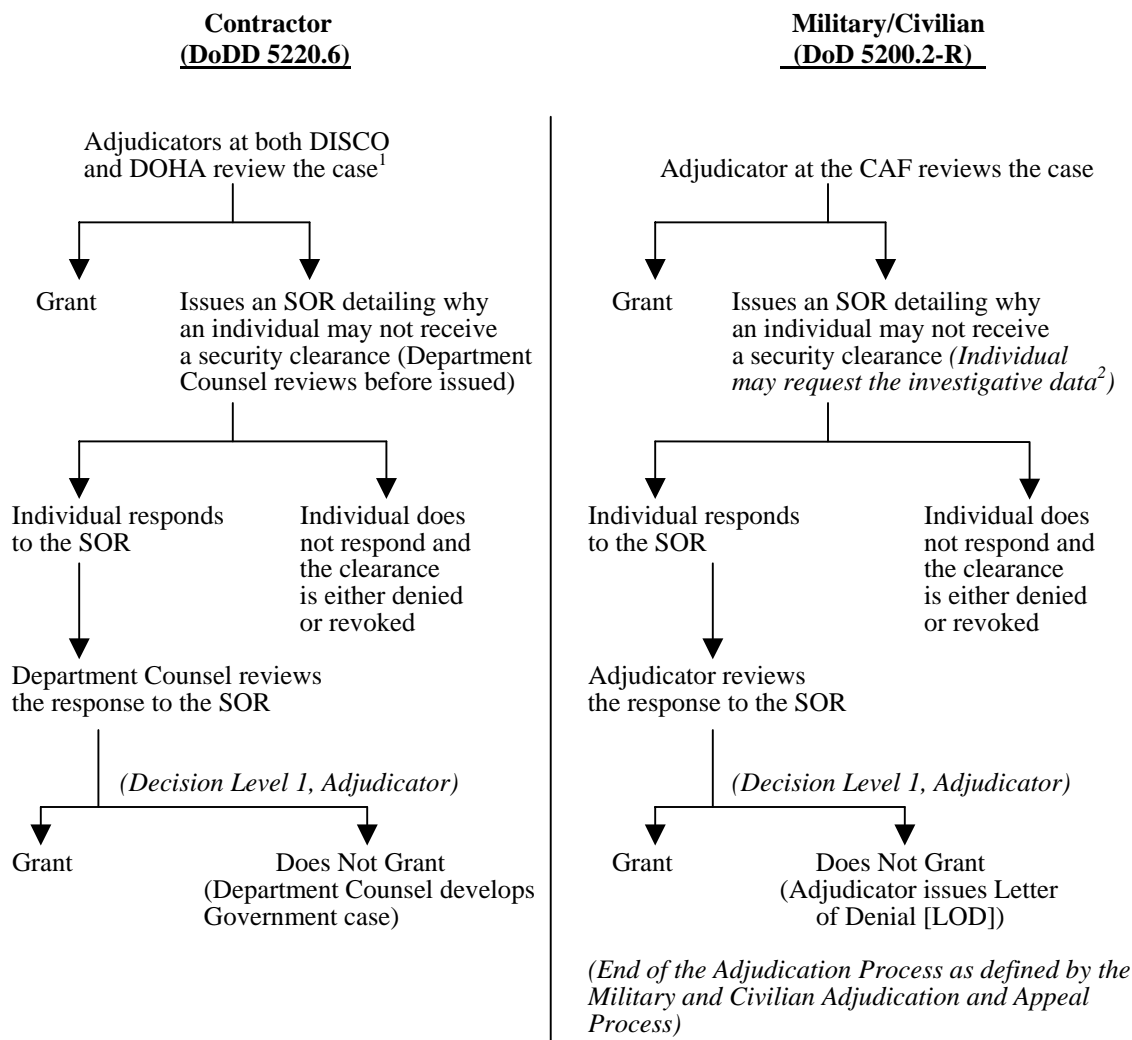 Contractor
(DoDD 5220.6)
Adjudicators at both DISCO
and DOHA review the case1
Grant
Issues an SOR detailing why
an individual may not receive
a security clearance (Department
Counsel reviews before issued)
Individual responds
to the SOR
Individual does
not respond and
the clearance
is either denied
or revoked
Department Counsel reviews
the response to the SOR
(Decision Level 1, Adjudicator)
Grant
Does Not Grant
(Department Counsel develops
Government case)
Military/Civilian
(DoD 5200.2-R)
Adjudicator at the CAF reviews the case
Grant
Issues an SOR detailing why
an individual may not receive
a security clearance (Individual
may request the investigative data2)
Individual responds
to the SOR
Individual does
not respond and
the clearance
is either denied
or revoked
Adjudicator reviews
the response to the SOR
(Decision Level 1, Adjudicator)
Grant
Does Not Grant
(Adjudicator issues Letter
of Denial [LOD])
(End of the Adjudication Process as defined by the
Military and Civilian Adjudication and Appeal
Process)